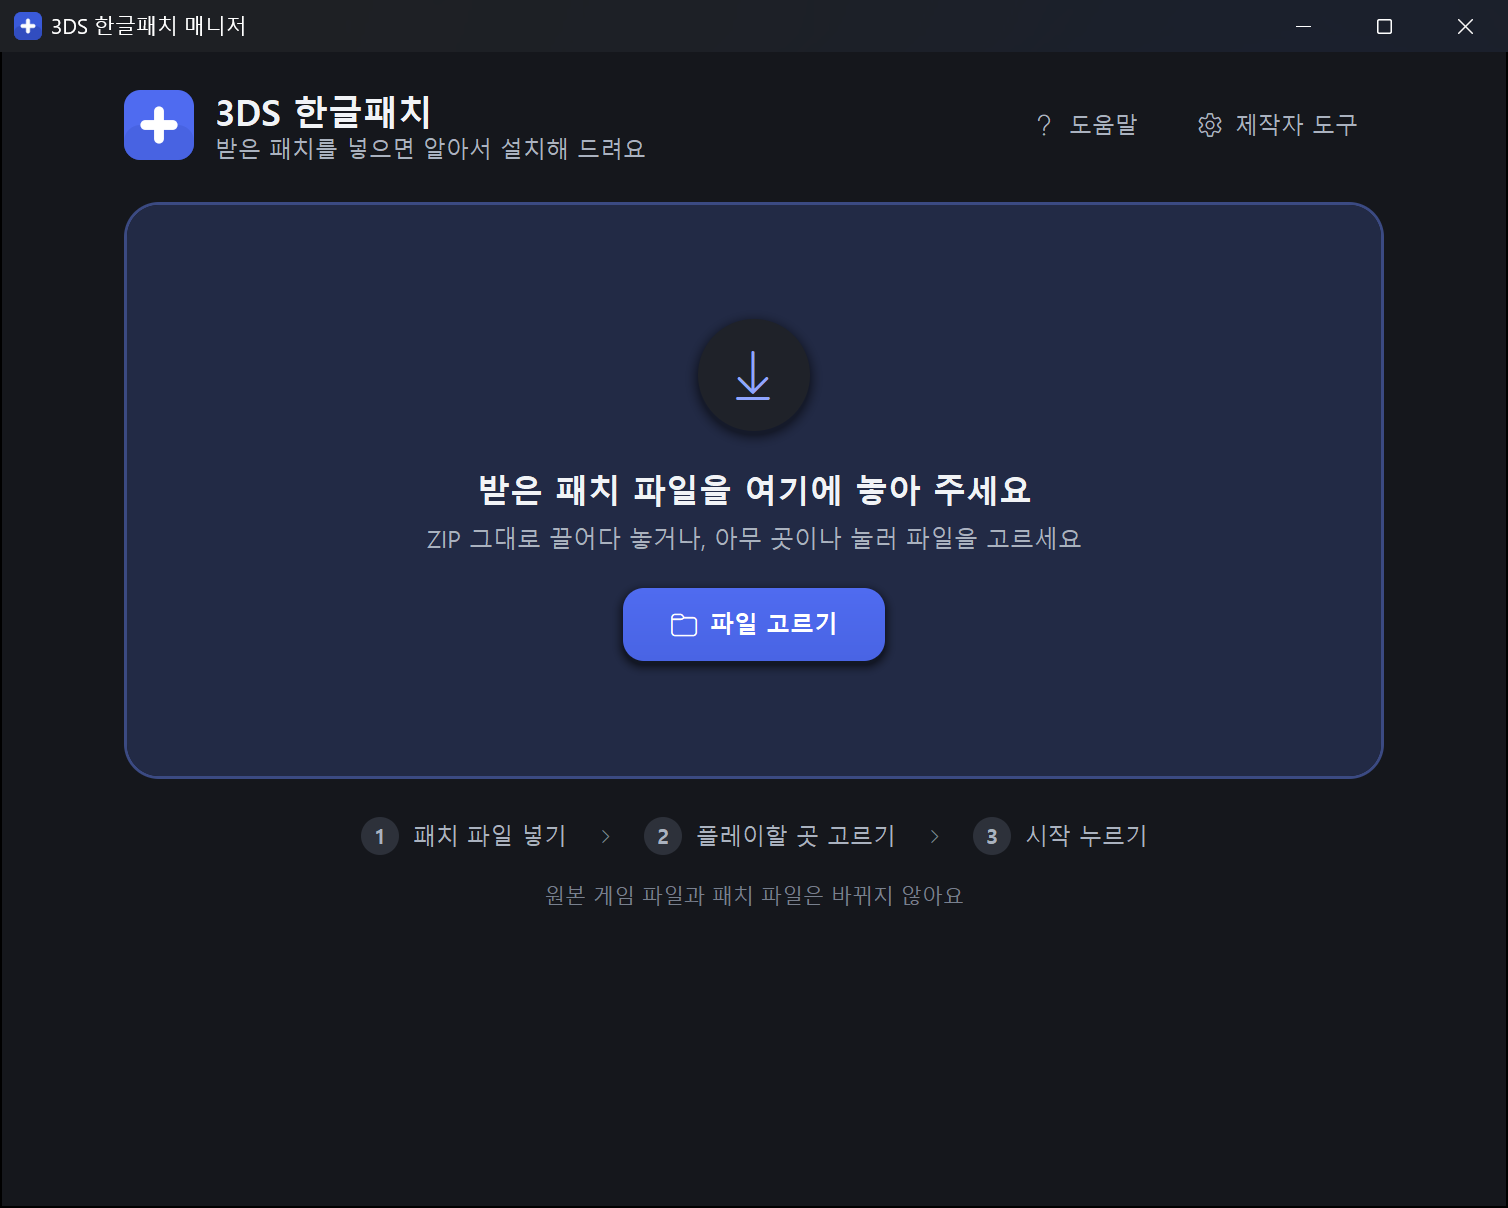 3DS 한글패치 매니저
3DS 한글패치
받은 패치를 넣으면 알아서 설치해 드려요
? 도움말
제작자 도구
받은 패치 파일을 여기에 놓아 주세요
ZIP 그대로 끌어다 놓거나, 아무 곳이나 눌러 파일을 고르세요
파일 고르기
1 패치 파일 넣기 > 2 플레이할 곳 고르기 > 3 시작 누르기
원본 게임 파일과 패치 파일은 바뀌지 않아요